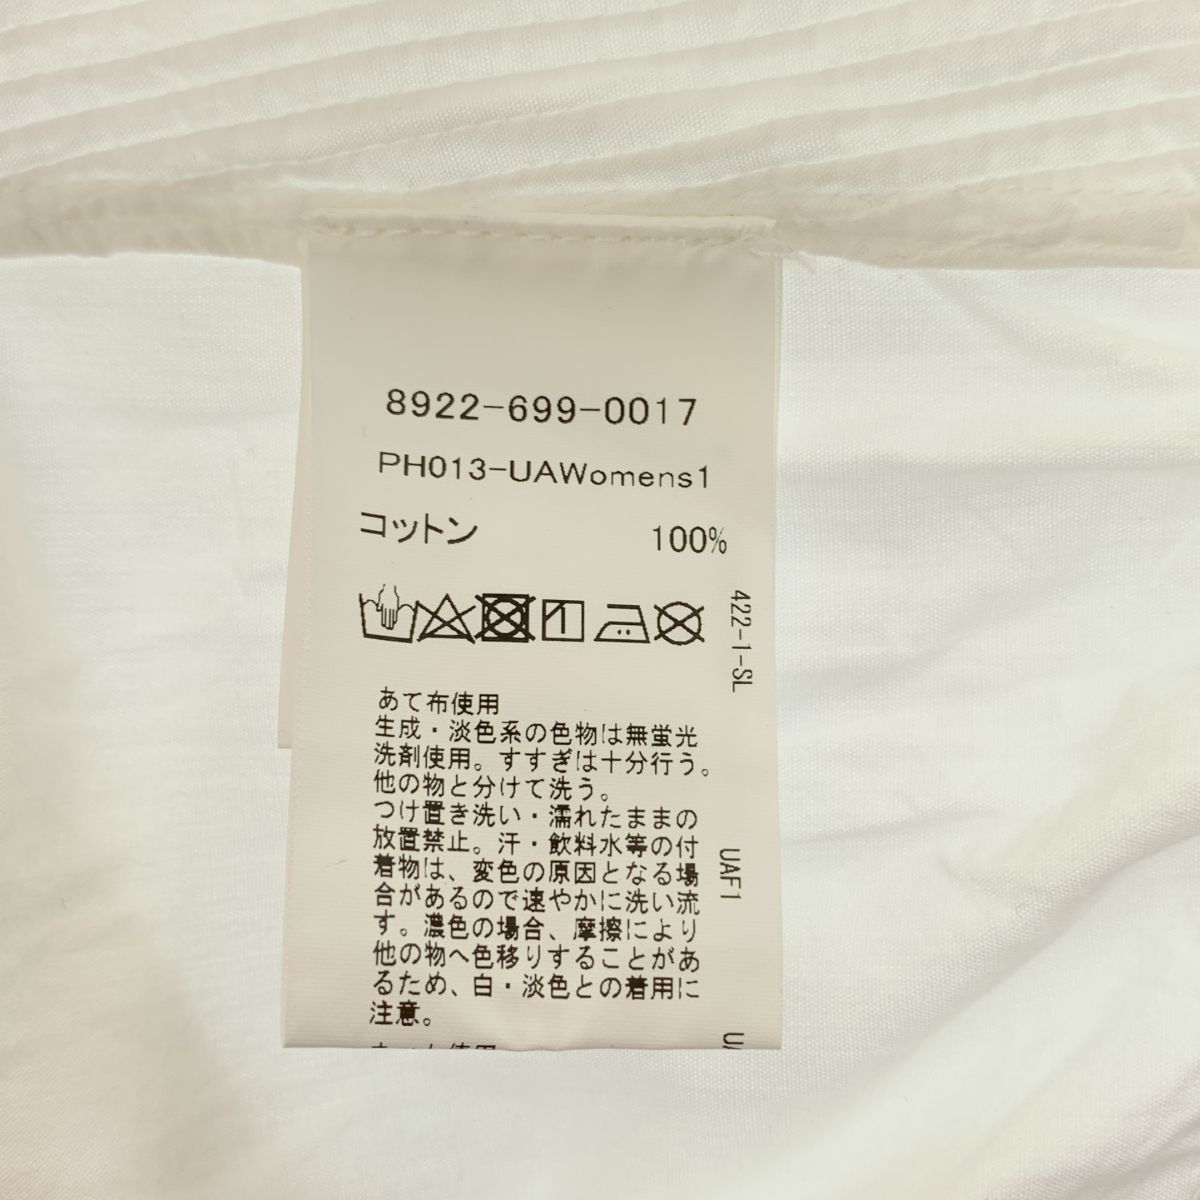 8922-699-0017
PH013-UAWomens1
コットン 100%
422-1-SL
あて布使用
生成・淡色系の色物は無蛍光
洗剤使用。すすぎは十分行う。
他の物と分けて洗う。
つけ置き洗い・濡れたままの
放置禁止。汗・飲料水等の付
着物は、変色の原因となる場
合があるので速やかに洗い流
す。濃色の場合、摩擦により
他の物へ色移りすることがあ
るため、白・淡色との着用に
注意。
UAF1